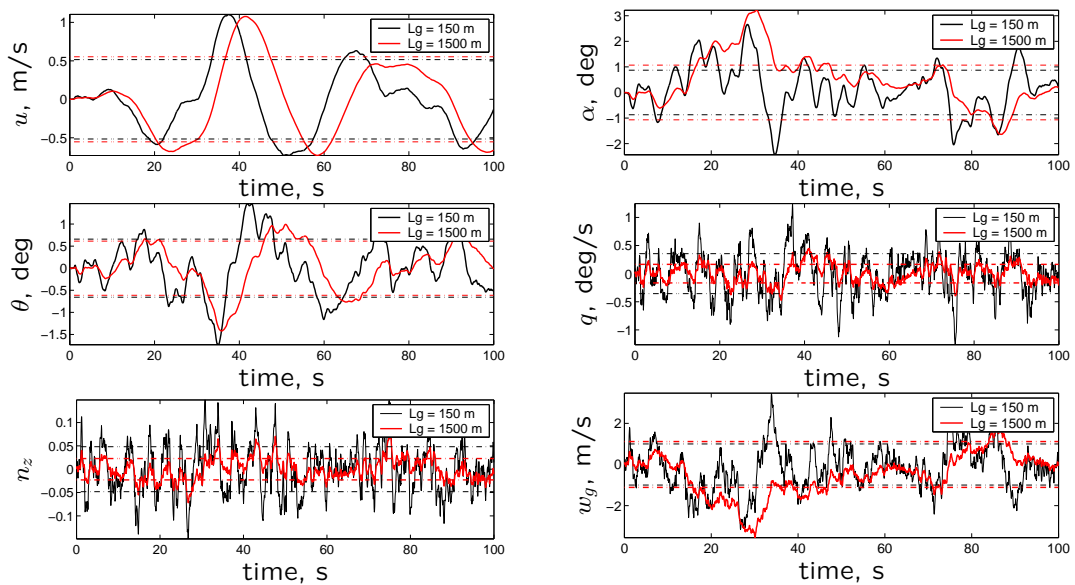 Lg = 150 m
Lg = 1500 m
1
0.5
0
−0.5
u, m/s
0 20 40 60 80 100
time, s
Lg = 150 m
Lg = 1500 m
3
2
1
0
−1
−2
α, deg
0 20 40 60 80 100
time, s
Lg = 150 m
Lg = 1500 m
1
0.5
0
−0.5
−1
−1.5
θ, deg
0 20 40 60 80 100
time, s
Lg = 150 m
Lg = 1500 m
1
0.5
0
−0.5
−1
q, deg/s
0 20 40 60 80 100
time, s
Lg = 150 m
Lg = 1500 m
0.1
0.05
0
−0.05
−0.1
n_z
0 20 40 60 80 100
time, s
Lg = 150 m
Lg = 1500 m
2
0
−2
w_g, m/s
0 20 40 60 80 100
time, s